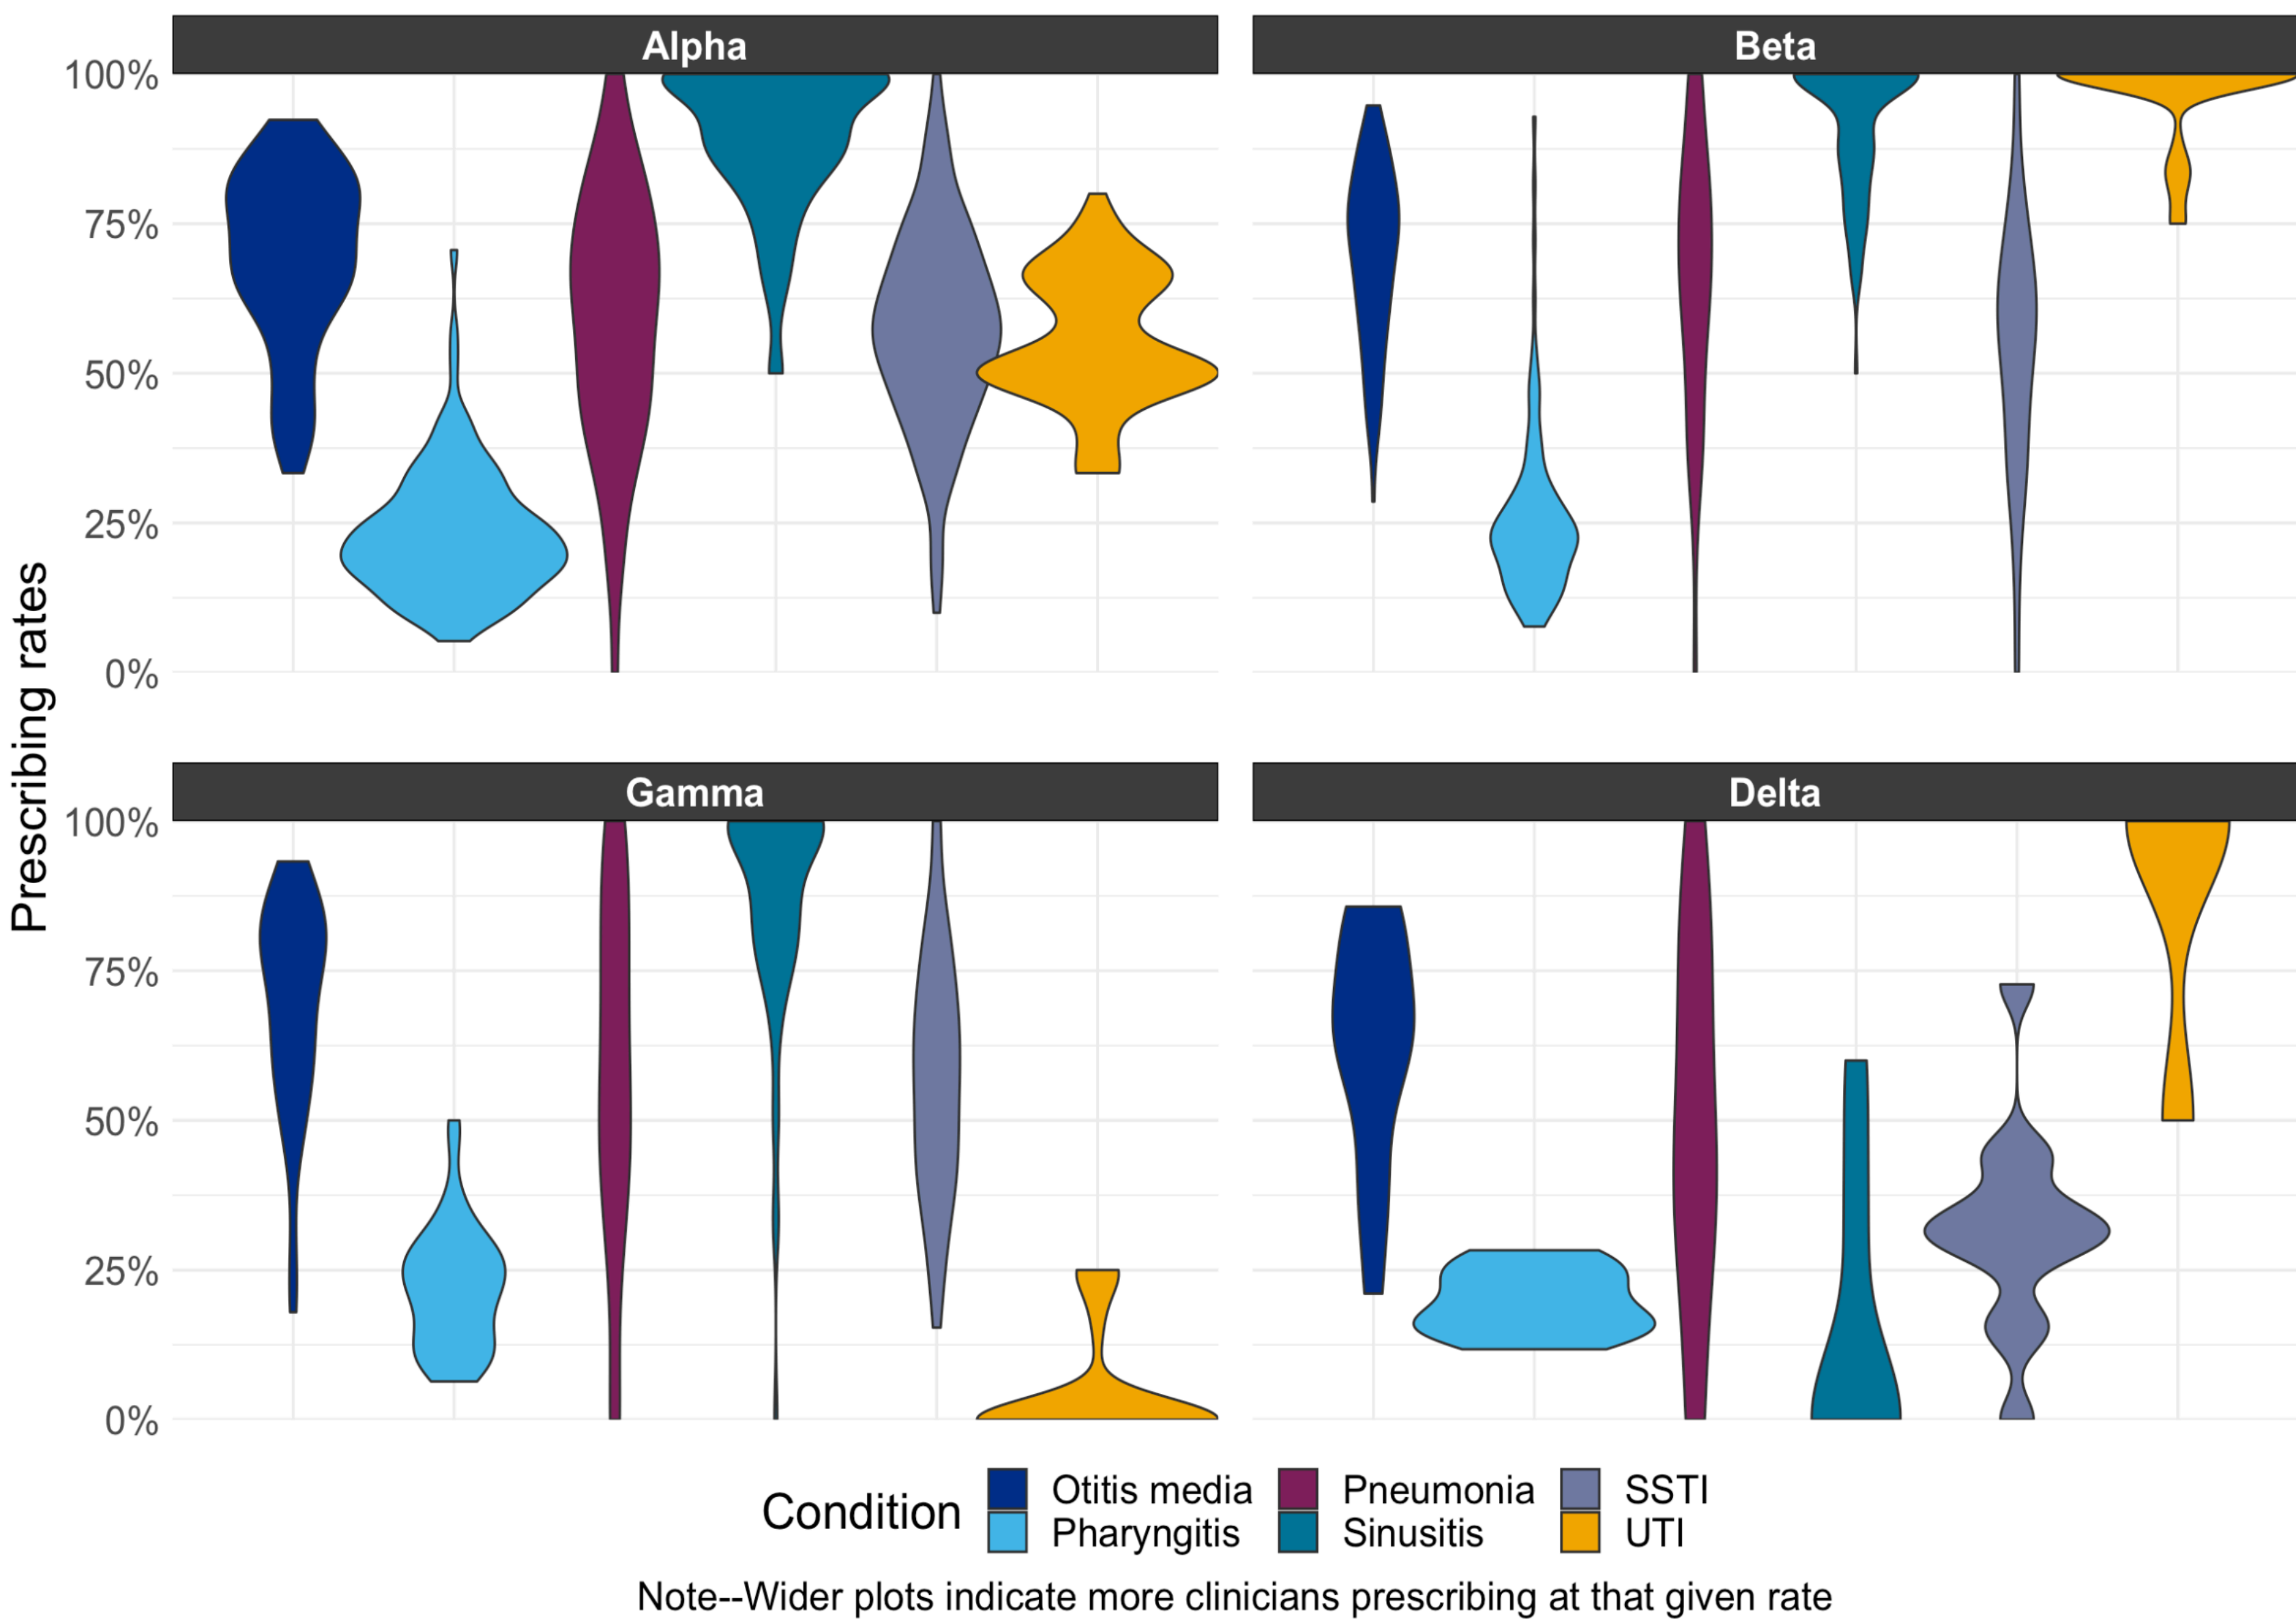 Alpha
Beta
100%
75%
50%
25%
0%
Prescribing rates
Gamma
Delta
100%
75%
50%
25%
0%
Condition
Otitis media
Pneumonia
SSTI
Pharyngitis
Sinusitis
UTI
Note--Wider plots indicate more clinicians prescribing at that given rate